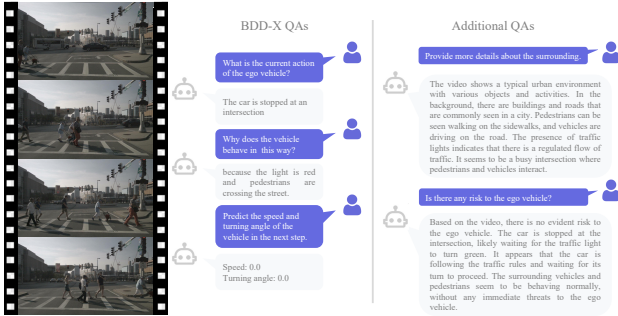 BDD-X QAs
What is the current action
of the ego vehicle?
The car is stopped at an
intersection
Why does the vehicle
behave in this way?
because the light is red
and pedestrians are
crossing the street.
Predict the speed and
turning angle of the
vehicle in the next step.
Speed: 0.0
Turning angle: 0.0
Additional QAs
Provide more details about the surrounding.
The video shows a typical urban environment
with various objects and activities. In the
background, there are buildings and roads that
are commonly seen in a city. Pedestrians can be
seen walking on the sidewalks, and vehicles are
driving on the road. The presence of traffic
lights indicates that there is a regulated flow of
traffic. It seems to be a busy intersection where
pedestrians and vehicles interact.
Is there any risk to the ego vehicle?
Based on the video, there is no evident risk to
the ego vehicle. The car is stopped at the
intersection, likely waiting for the traffic light
to turn green. It appears that the car is
following the traffic rules and waiting for its
turn to proceed. The surrounding vehicles and
pedestrians seem to be behaving normally,
without any immediate threats to the ego
vehicle.